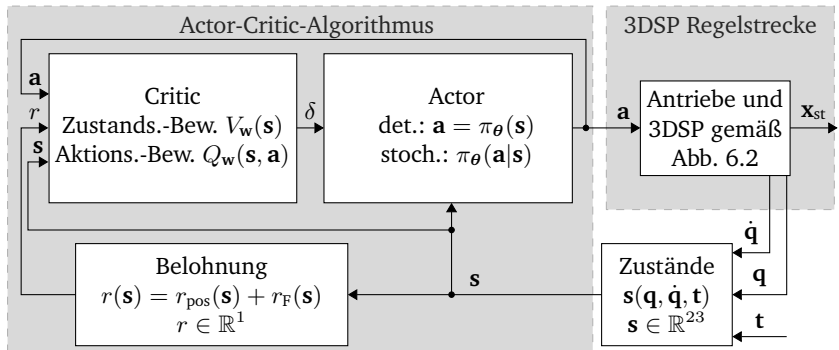 Actor-Critic-Algorithmus
3DSP Regelstrecke
a
r
s
Critic
Zustands.-Bew. V_w(s)
Aktions.-Bew. Q_w(s, a)
δ
Actor
det.: a = π_θ(s)
stoch.: π_θ(a|s)
a
Antriebe und
3DSP gemäß
Abb. 6.2
x_st
Belohnung
r(s) = r_pos(s) + r_F(s)
r ∈ ℝ¹
s
Zustände
s(q, q̇, t)
s ∈ ℝ²³
q̇
q
t